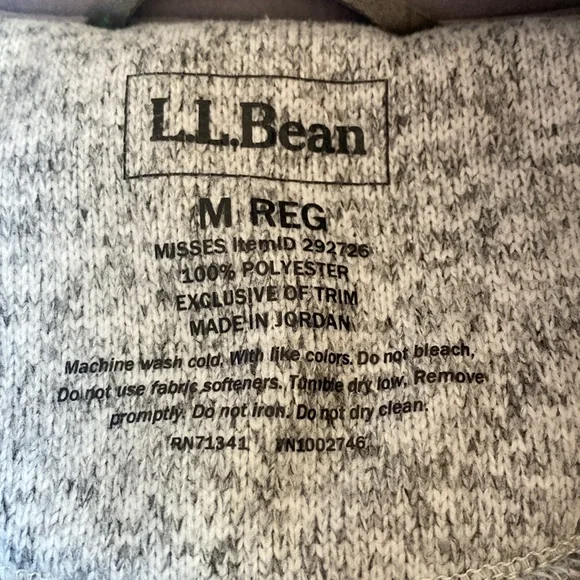 L.L.Bean
M REG
MISSES ItemID 292726
100% POLYESTER
EXCLUSIVE OF TRIM
MADE IN JORDAN
Machine wash cold, With like colors, Do not bleach,
Do not use fabric softeners. Tumble dry low, Remove
promptly. Do not iron. Do not dry clean.
RN71341 VN1002746